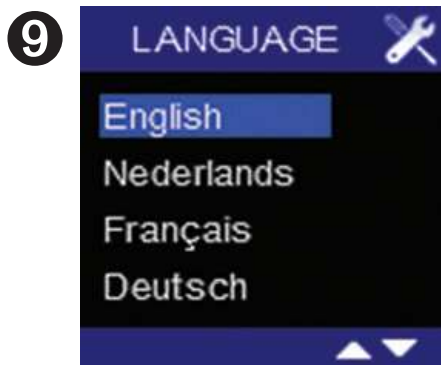 9
LANGUAGE
English
Nederlands
Français
Deutsch